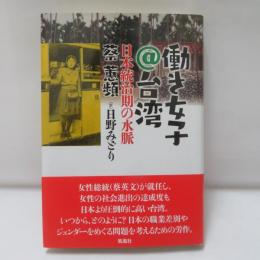 働き女子
@台湾
日本統治期の水脈
蔡蕙頻
日野みどり
女性総統(蔡英文)が就任し、
女性の社会進出の達成度も
日本より圧倒的に高い台湾。
いつから、どのように？日本の職業差別や
ジェンダーをめぐる問題を考えるための労作。
凱風社